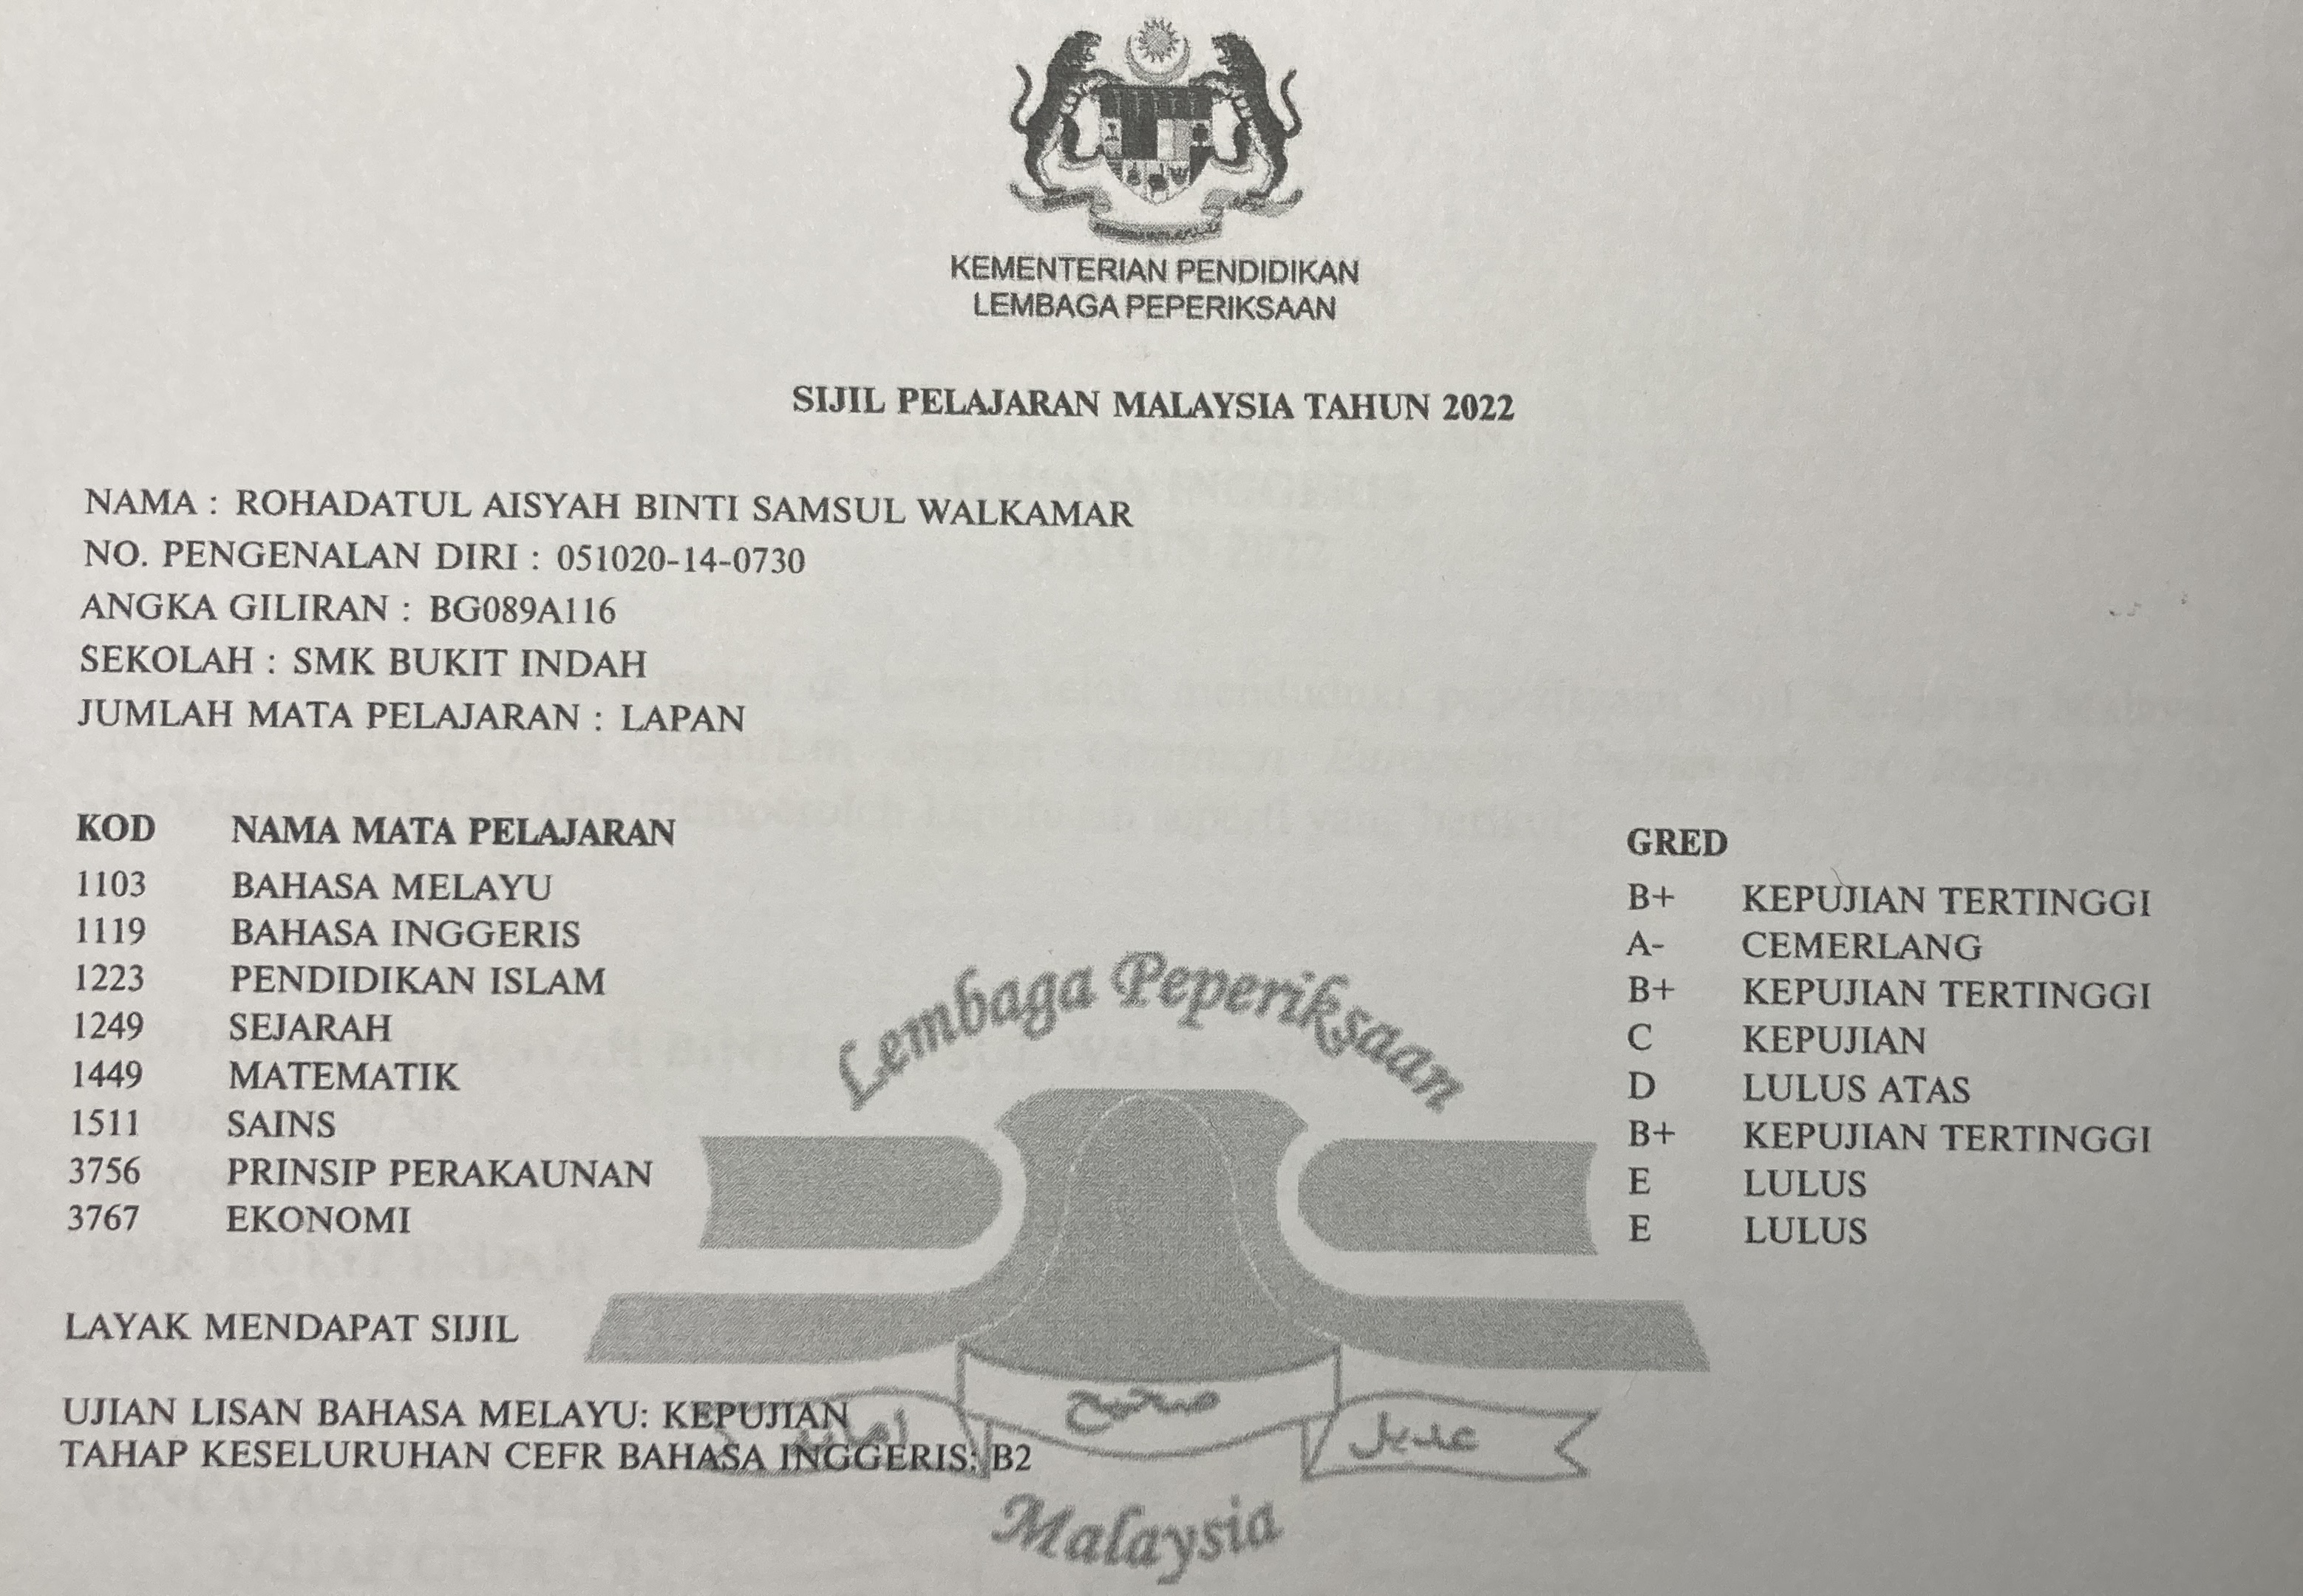 KEMENTERIAN PENDIDIKAN
LEMBAGA PEPERIKSAAN
SIJIL PELAJARAN MALAYSIA TAHUN 2022
NAMA : ROHADATUL AISYAH BINTI SAMSUL WALKAMAR
NO. PENGENALAN DIRI : 051020-14-0730
ANGKA GILIRAN : BG089A116
SEKOLAH : SMK BUKIT INDAH
JUMLAH MATA PELAJARAN : LAPAN
KOD NAMA MATA PELAJARAN GRED
1103 BAHASA MELAYU B+ KEPUJIAN TERTINGGI
1119 BAHASA INGGERIS A- CEMERLANG
1223 PENDIDIKAN ISLAM B+ KEPUJIAN TERTINGGI
1249 SEJARAH C KEPUJIAN
1449 MATEMATIK D LULUS ATAS
1511 SAINS B+ KEPUJIAN TERTINGGI
3756 PRINSIP PERAKAUNAN E LULUS
3767 EKONOMI E LULUS
LAYAK MENDAPAT SIJIL
UJIAN LISAN BAHASA MELAYU: KEPUJIAN
TAHAP KESELURUHAN CEFR BAHASA INGGERIS: B2
Lembaga Peperiksaan
Malaysia